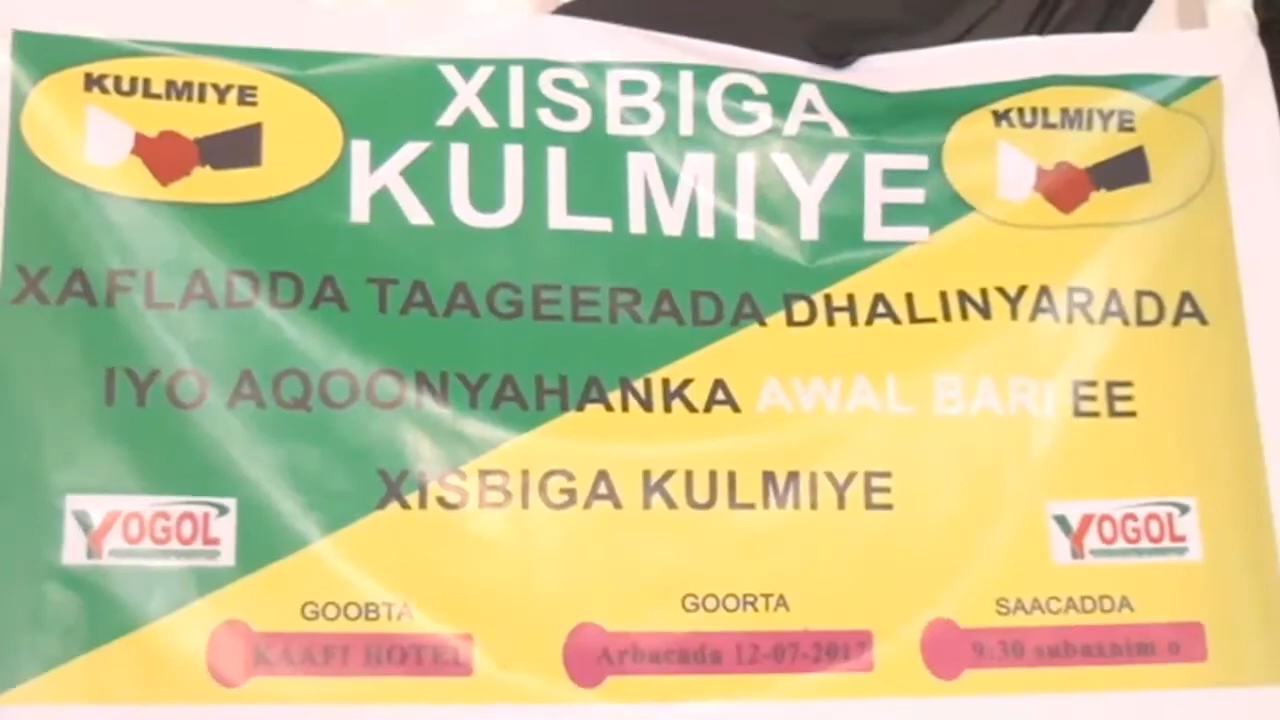 KULMIYE
XISBIGA
KULMIYE
KULMIYE
XAFLADDA TAAGEERADA DHALINYARADA
IYO AQOONYAHANKA AWAL BARI EE
XISBIGA KULMIYE
YOGOL
YOGOL
GOOBTA
KAAFI HOTEL
GOORTA
Arbacada 12-07-2017
SAACADDA
9:30 subaxnimo